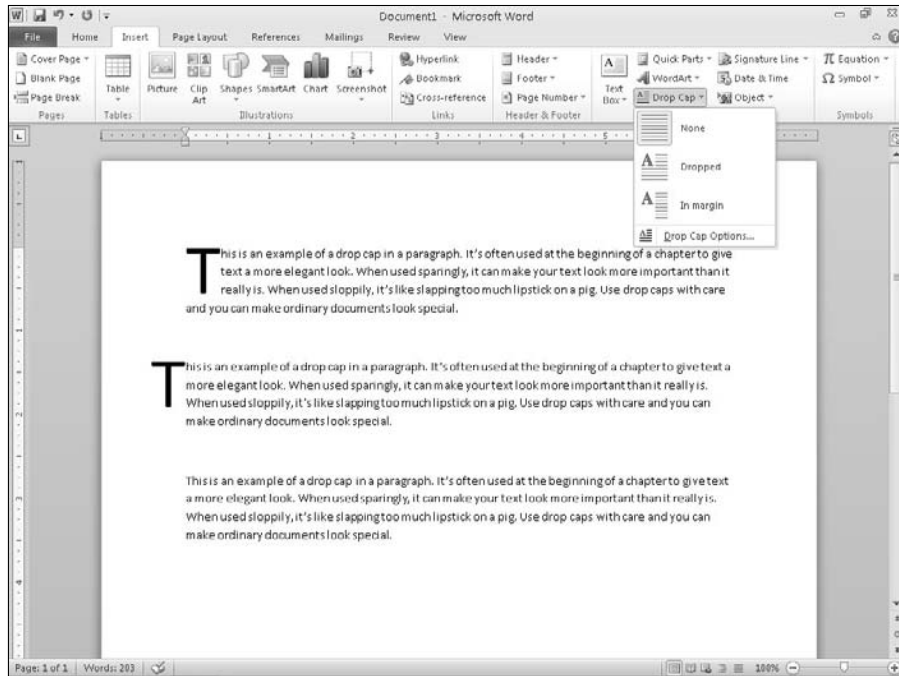 Document1 - Microsoft Word
File Home Insert Page Layout References Mailings Review View
Cover Page
Blank Page
Page Break
Pages
Table
Tables
Picture Clip Art Shapes SmartArt Chart Screenshot
Illustrations
Hyperlink
Bookmark
Cross-reference
Links
Header
Footer
Page Number
Header & Footer
Text Box
Quick Parts
WordArt
Drop Cap
Signature Line
Date & Time
Object
Equation
Symbol
Symbols
None
Dropped
In margin
Drop Cap Options...
This is an example of a drop cap in a paragraph. It's often used at the beginning of a chapter to give
text a more elegant look. When used sparingly, it can make your text look more important than it
really is. When used sloppily, it's like slapping too much lipstick on a pig. Use drop caps with care
and you can make ordinary documents look special.
This is an example of a drop cap in a paragraph. It's often used at the beginning of a chapter to give text a
more elegant look. When used sparingly, it can make your text look more important than it really is.
When used sloppily, it's like slapping too much lipstick on a pig. Use drop caps with care and you can
make ordinary documents look special.
This is an example of a drop cap in a paragraph. It's often used at the beginning of a chapter to give text
a more elegant look. When used sparingly, it can make your text look more important than it really is.
When used sloppily, it's like slapping too much lipstick on a pig. Use drop caps with care and you can
make ordinary documents look special.
Page: 1 of 1 Words: 203 100%